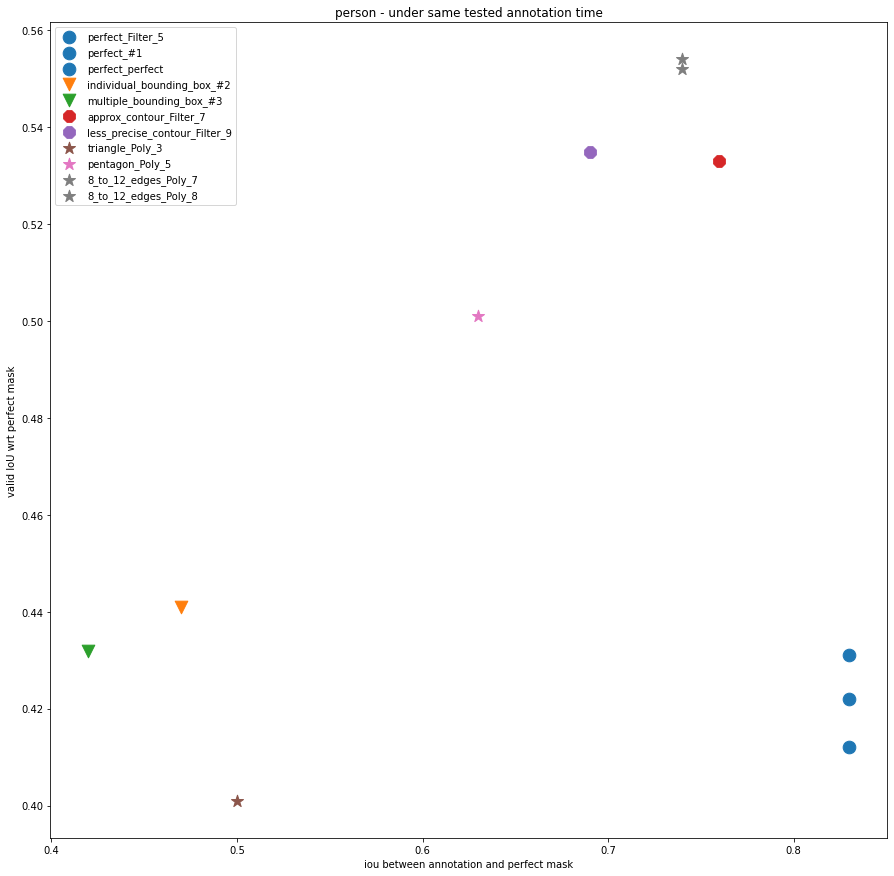 person - under same tested annotation time
perfect_Filter_5
perfect_#1
perfect_perfect
individual_bounding_box_#2
multiple_bounding_box_#3
approx_contour_Filter_7
less_precise_contour_Filter_9
triangle_Poly_3
pentagon_Poly_5
8_to_12_edges_Poly_7
8_to_12_edges_Poly_8
valid IoU wrt perfect mask
0.56
0.54
0.52
0.50
0.48
0.46
0.44
0.42
0.40
0.4 0.5 0.6 0.7 0.8
iou between annotation and perfect mask